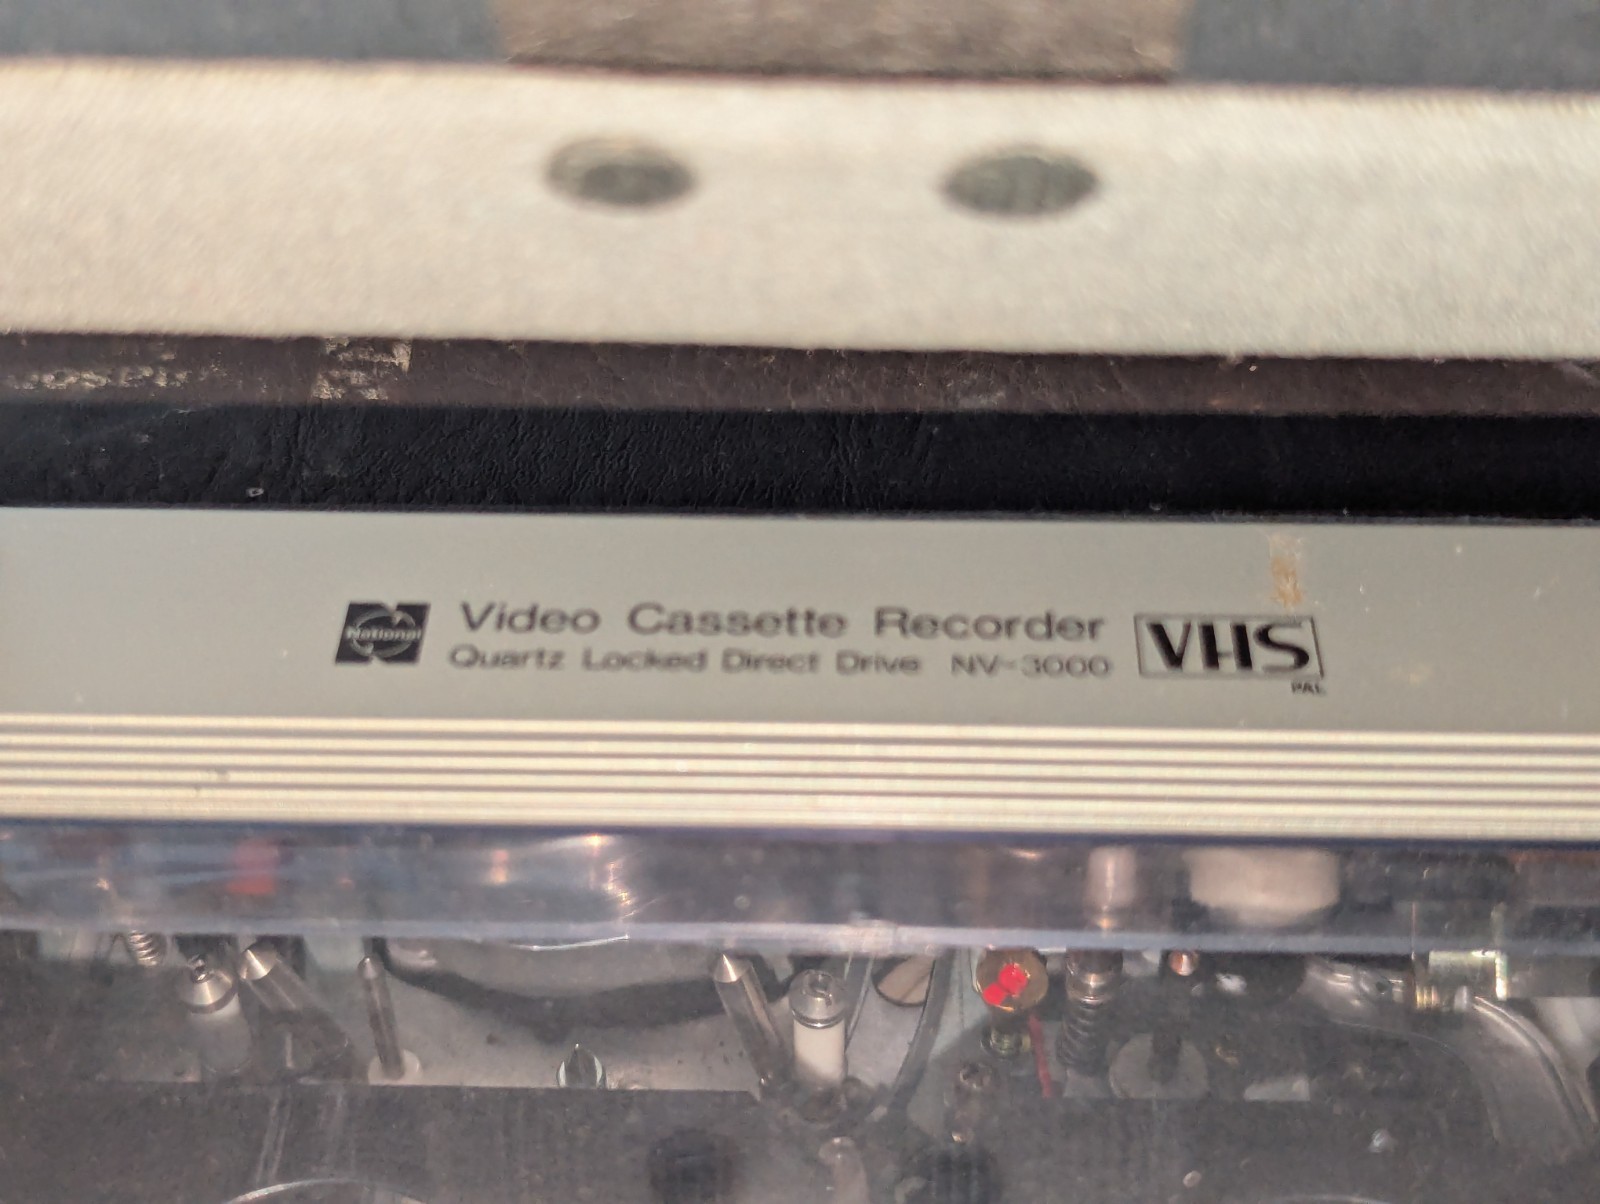 National
Video Cassette Recorder
Quartz Locked Direct Drive NV-3000
VHS
PAL